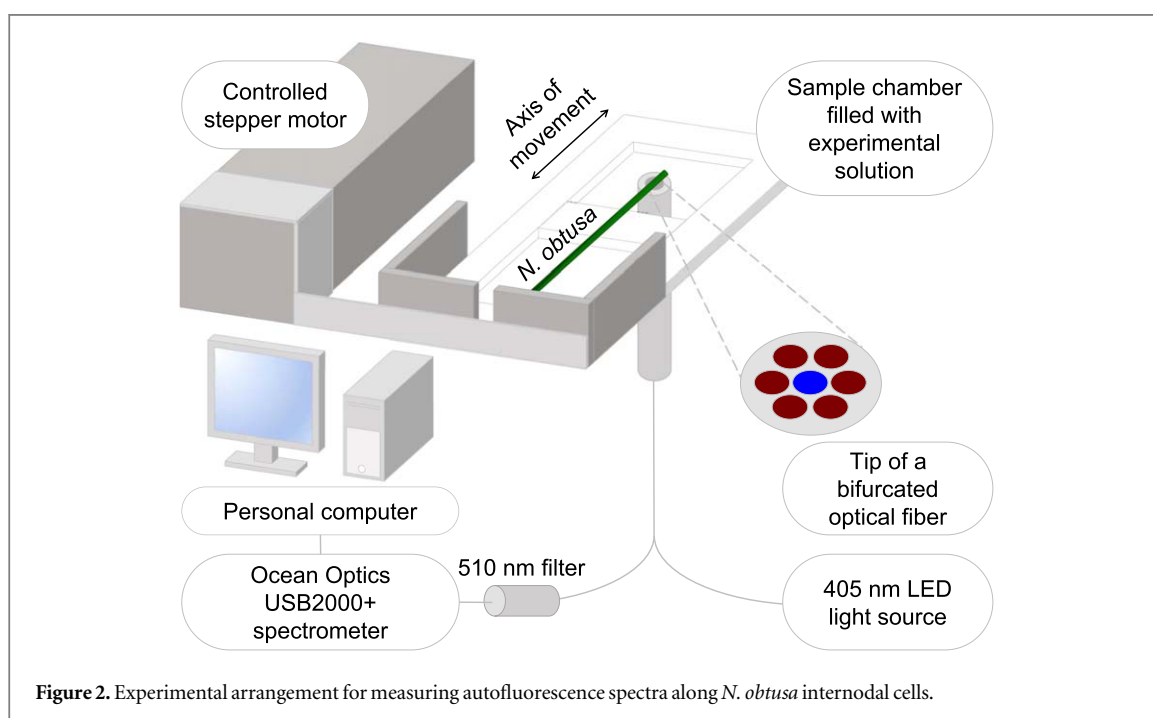 Controlled
stepper motor
Axis of
movement
Sample chamber
filled with
experimental
solution
N. obtusa
Tip of a
bifurcated
optical fiber
Personal computer
510 nm filter
Ocean Optics
USB2000+
spectrometer
405 nm LED
light source
Figure 2. Experimental arrangement for measuring autofluorescence spectra along N. obtusa internodal cells.